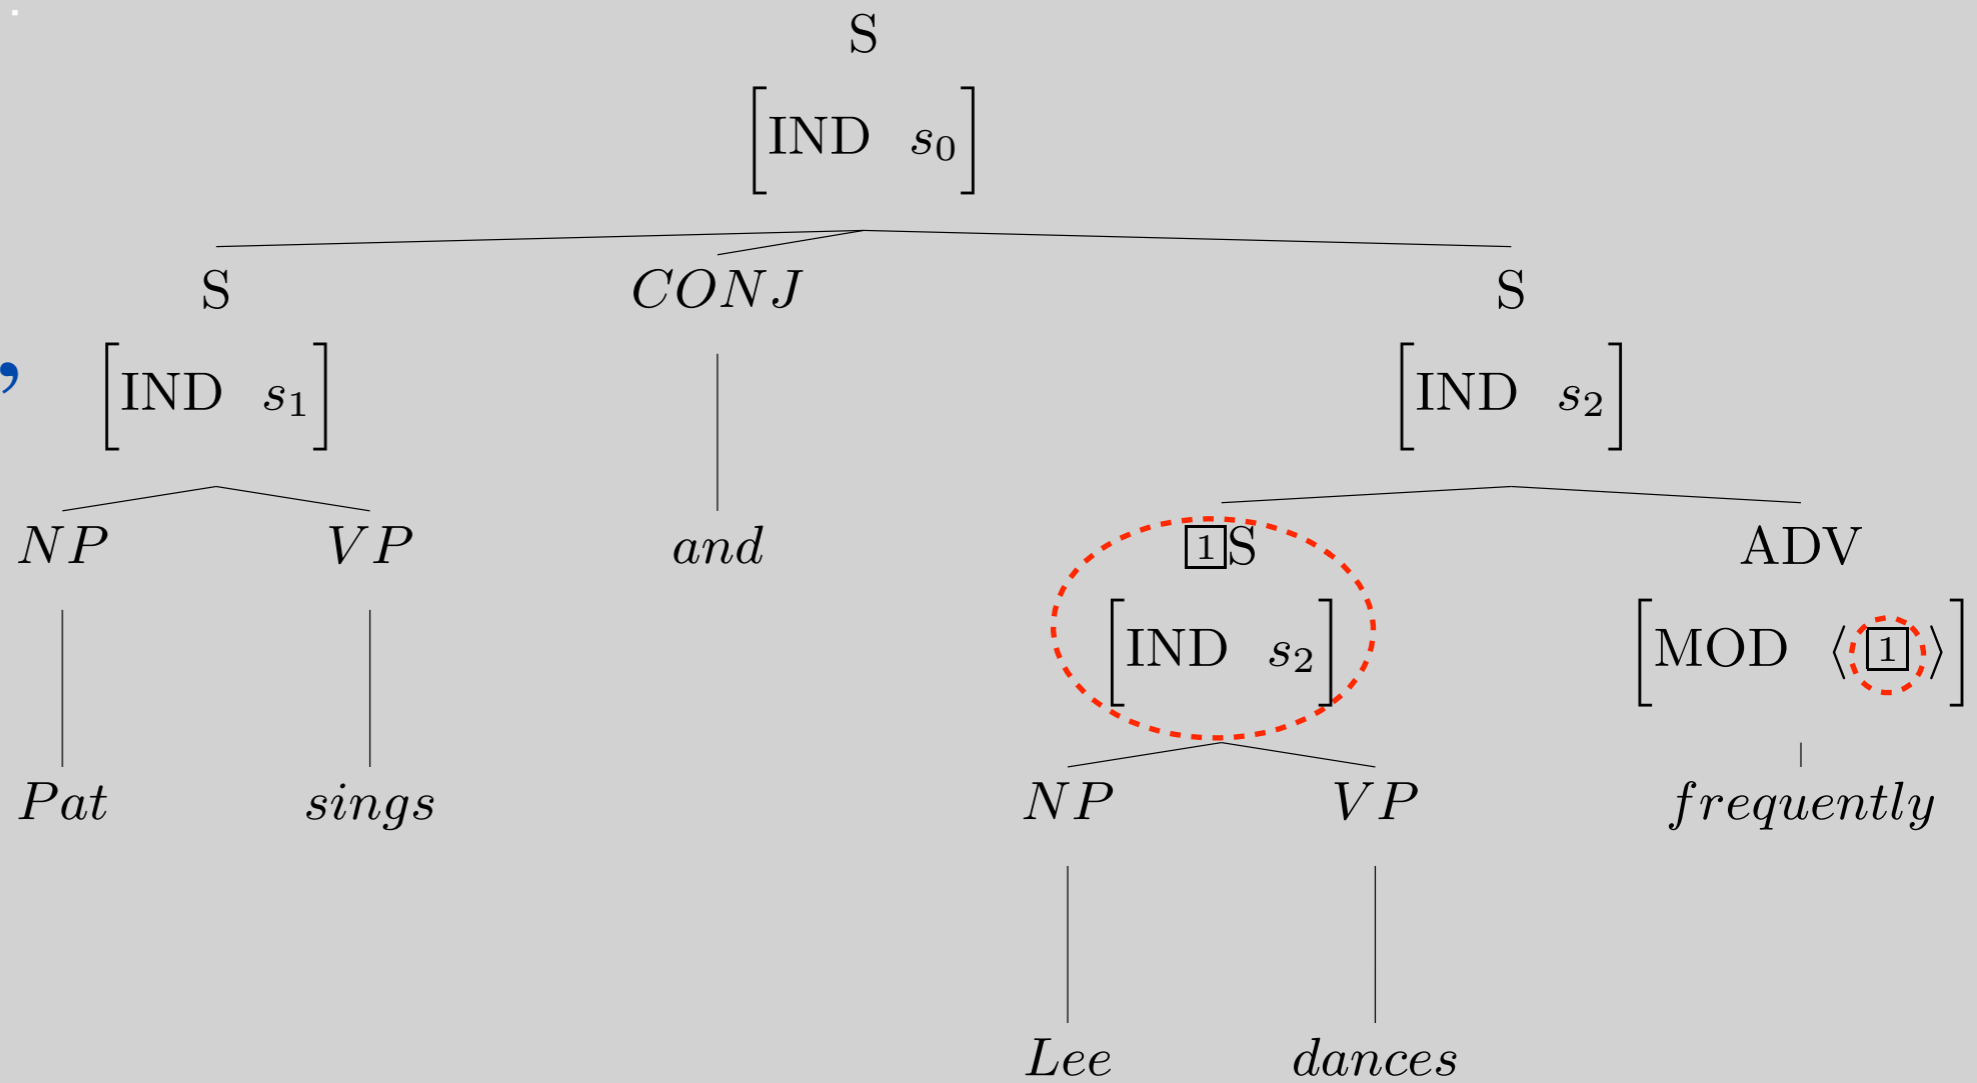 S
[IND s₀]
S CONJ S
, [IND s₁] [IND s₂]
NP VP and 1S ADV
[IND s₂] [MOD ⟨1⟩]
Pat sings NP VP frequently
Lee dances